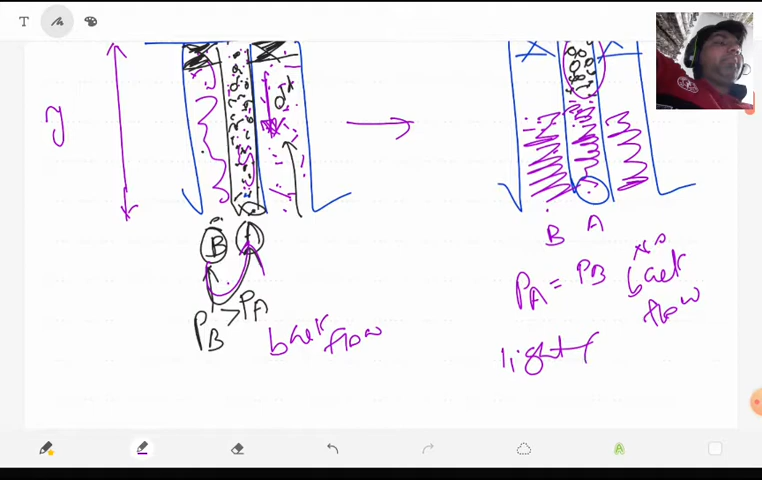 y
B A
B A
PB > PA
back flow
PA = PB
no
back
flow
light